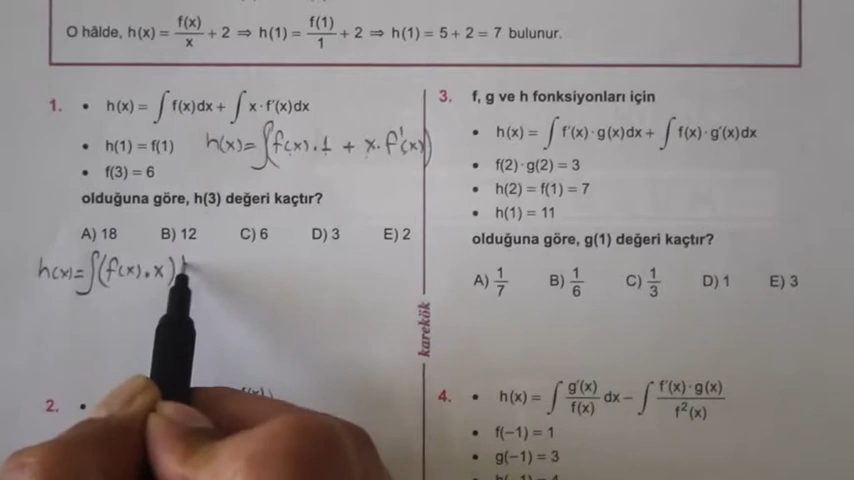 O hâlde, h(x) = f(x)/x + 2 ⇒ h(1) = f(1)/1 + 2 ⇒ h(1) = 5 + 2 = 7 bulunur.
1. • h(x) = ∫ f(x)dx + ∫ x · f'(x)dx
• h(1) = f(1)
h(x) = ∫(f(x).1 + x.f'(x))
• f(3) = 6
olduğuna göre, h(3) değeri kaçtır?
A) 18 B) 12 C) 6 D) 3 E) 2
h(x) = ∫(f(x).x)
karekök
2. •
3. f, g ve h fonksiyonları için
• h(x) = ∫ f'(x) · g(x)dx + ∫ f(x) · g'(x)dx
• f(2) · g(2) = 3
• h(2) = f(1) = 7
• h(1) = 11
olduğuna göre, g(1) değeri kaçtır?
A) 1/7 B) 1/6 C) 1/3 D) 1 E) 3
4. • h(x) = ∫ g'(x)/f(x) dx – ∫ f'(x) · g(x)/f²(x)
• f(–1) = 1
• g(–1) = 3